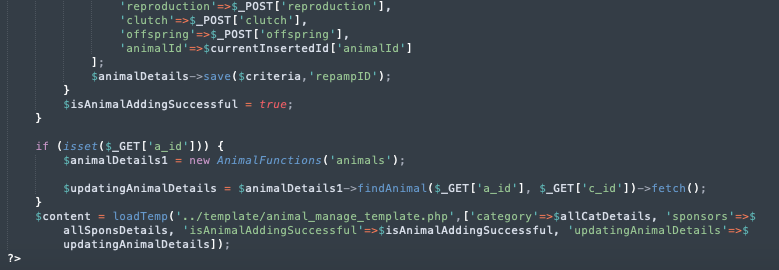 'reproduction'=>$_POST['reproduction'],
'clutch'=>$_POST['clutch'],
'offspring'=>$_POST['offspring'],
'animalId'=>$currentInsertedId['animalId']
];
$animalDetails->save($criteria,'repampID');
}
$isAnimalAddingSuccessful = true;
}
if (isset($_GET['a_id'])) {
$animalDetails1 = new AnimalFunctions('animals');
$updatingAnimalDetails = $animalDetails1->findAnimal($_GET['a_id'], $_GET['c_id'])->fetch();
}
$content = loadTemp('../template/animal_manage_template.php',['category'=>$allCatDetails, 'sponsors'=>$
allSponsDetails, 'isAnimalAddingSuccessful'=>$isAnimalAddingSuccessful, 'updatingAnimalDetails'=>$
updatingAnimalDetails]);
?>